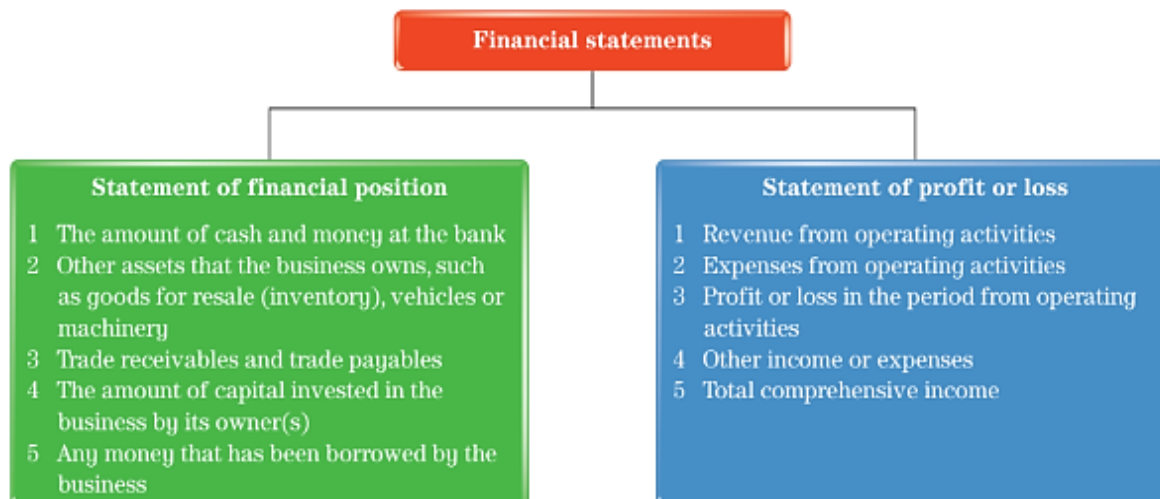 Financial statements
Statement of financial position
1 The amount of cash and money at the bank
2 Other assets that the business owns, such
as goods for resale (inventory), vehicles or
machinery
3 Trade receivables and trade payables
4 The amount of capital invested in the
business by its owner(s)
5 Any money that has been borrowed by the
business
Statement of profit or loss
1 Revenue from operating activities
2 Expenses from operating activities
3 Profit or loss in the period from operating
activities
4 Other income or expenses
5 Total comprehensive income